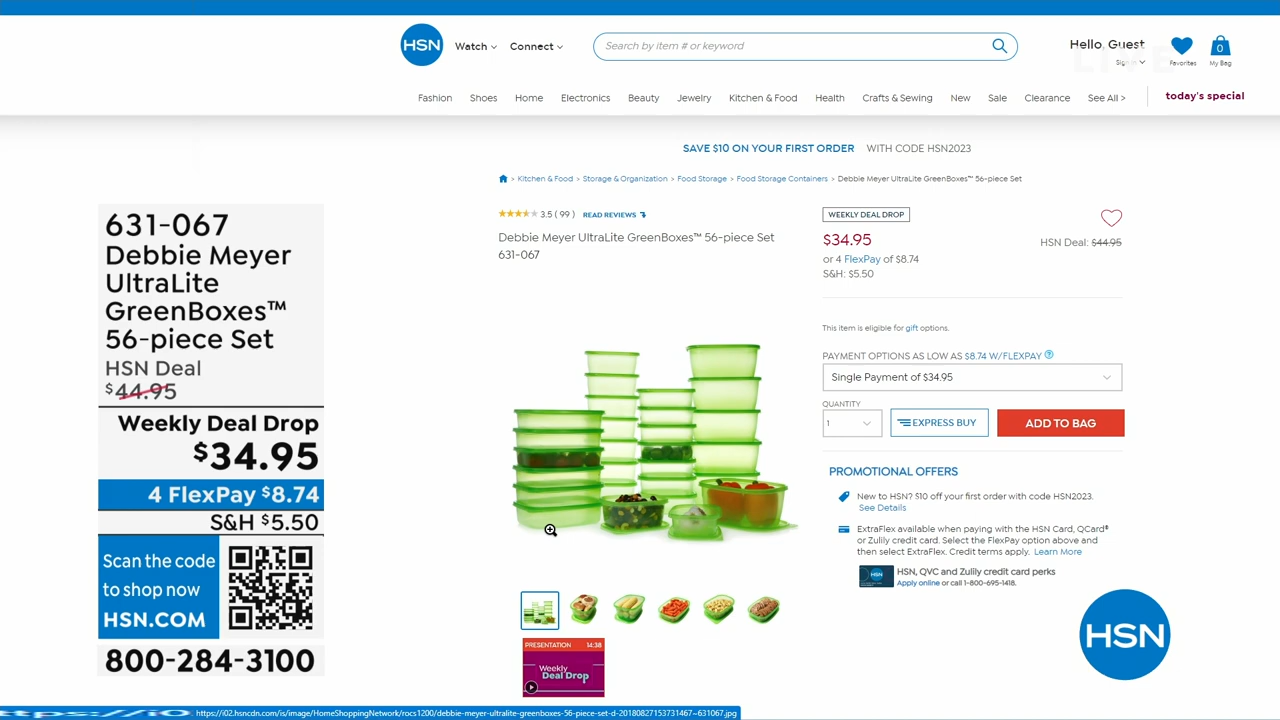 HSN
Watch
Connect
Search by item # or keyword
Hello, Guest
LIVE
Favorites
0
My Bag
Fashion
Shoes
Home
Electronics
Beauty
Jewelry
Kitchen & Food
Health
Crafts & Sewing
New
Sale
Clearance
See All >
today's special
SAVE $10 ON YOUR FIRST ORDER WITH CODE HSN2023
> Kitchen & Food > Storage & Organization > Food Storage > Food Storage Containers > Debbie Meyer UltraLite GreenBoxes™ 56-piece Set
631-067
Debbie Meyer
UltraLite
GreenBoxes™
56-piece Set
HSN Deal
$44.95
Weekly Deal Drop
$34.95
4 FlexPay $8.74
S&H $5.50
Scan the code
to shop now
HSN.COM
800-284-3100
3.5 ( 99 ) READ REVIEWS
Debbie Meyer UltraLite GreenBoxes™ 56-piece Set
631-067
WEEKLY DEAL DROP
$34.95
HSN Deal: $44.95
or 4 FlexPay of $8.74
S&H: $5.50
This item is eligible for gift options.
PAYMENT OPTIONS AS LOW AS $8.74 W/FLEXPAY ?
Single Payment of $34.95
QUANTITY
1
EXPRESS BUY
ADD TO BAG
PROMOTIONAL OFFERS
New to HSN? $10 off your first order with code HSN2023.
See Details
ExtraFlex available when paying with the HSN Card, QCard®
or Zulily credit card. Select the FlexPay option above and
then select ExtraFlex. Credit terms apply. Learn More
HSN
HSN, QVC and Zulily credit card perks
Apply online or call 1-800-695-1418.
PRESENTATION 14:38
Weekly
Deal Drop
HSN
https://i02.hsncdn.com/is/image/HomeShoppingNetwork/rocs1200/debbie-meyer-ultralite-greenboxes-56-piece-set-d-20180827153731467~631067.jpg